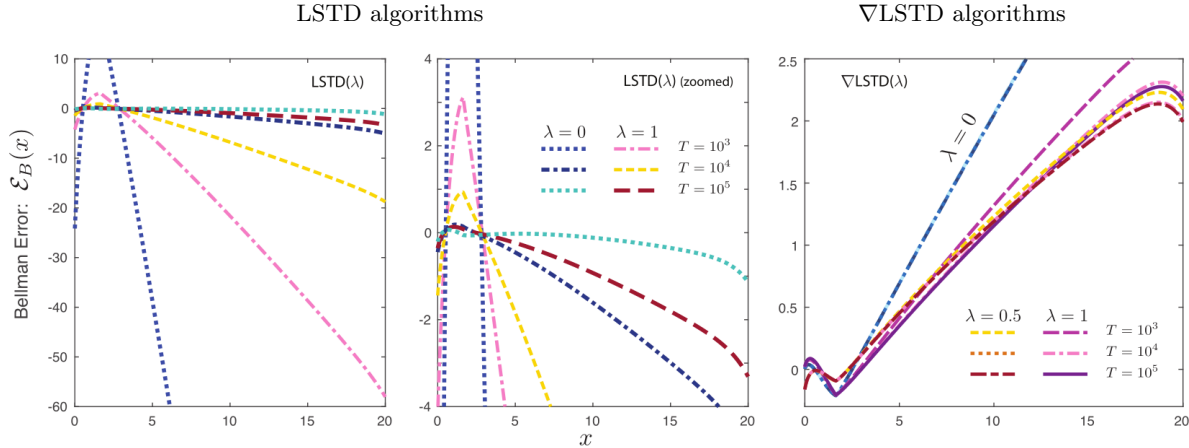 LSTD algorithms
∇LSTD algorithms
Bellman Error: ℰ_B(x)
10
0
-10
-20
-30
-40
-50
-60
0
5
10
15
20
LSTD(λ)
4
2
0
-2
-4
0
5
10
15
20
x
LSTD(λ) (zoomed)
λ = 0
λ = 1
T = 10³
T = 10⁴
T = 10⁵
2.5
2
1.5
1
0.5
0
0
5
10
15
20
∇LSTD(λ)
λ = 0
λ = 0.5
λ = 1
T = 10³
T = 10⁴
T = 10⁵